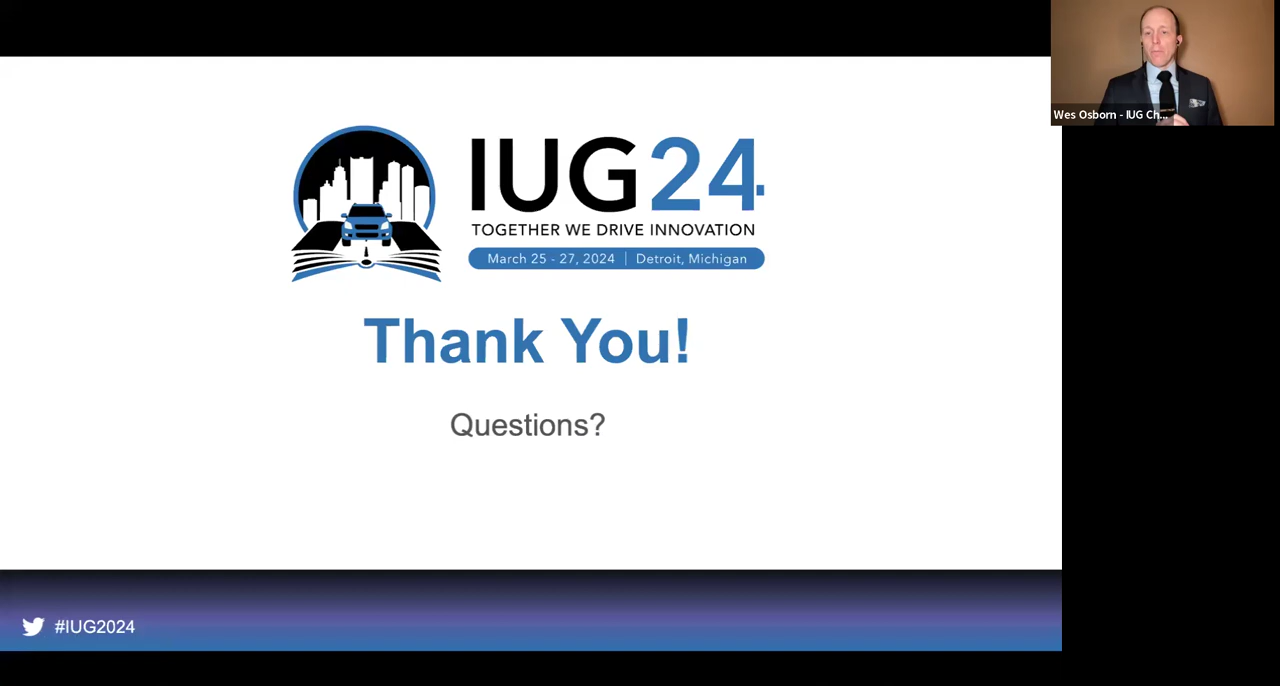 IUG24
TOGETHER WE DRIVE INNOVATION
March 25 - 27, 2024 | Detroit, Michigan
Thank You!
Questions?
#IUG2024
Wes Osborn - IUG Ch...